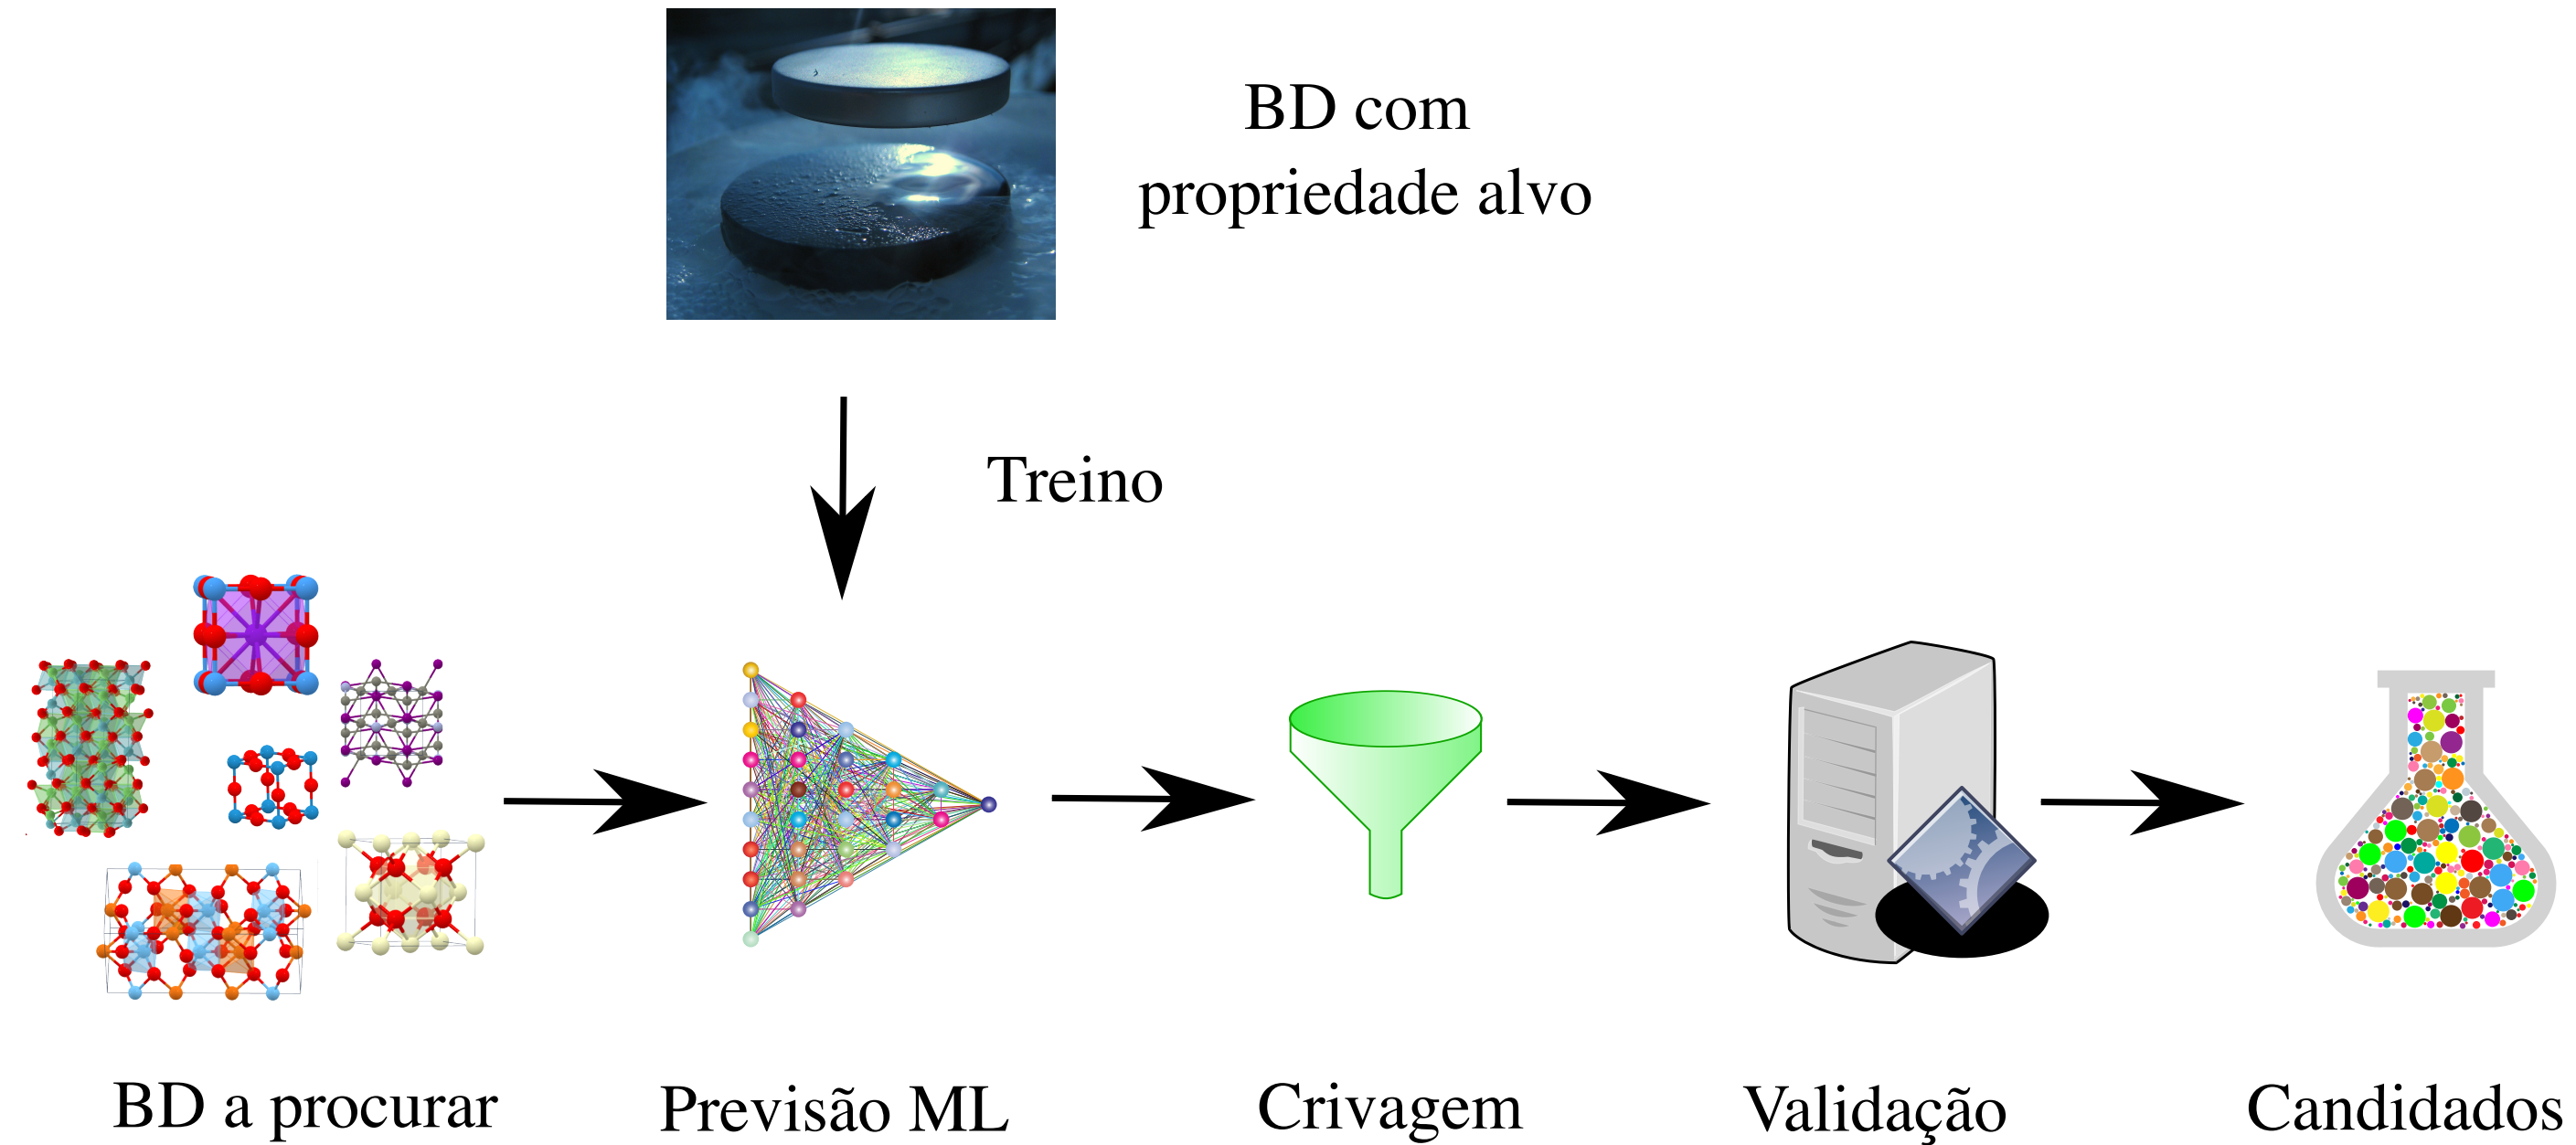 BD com
propriedade alvo
Treino
BD a procurar
Previsão ML
Crivagem
Validação
Candidados